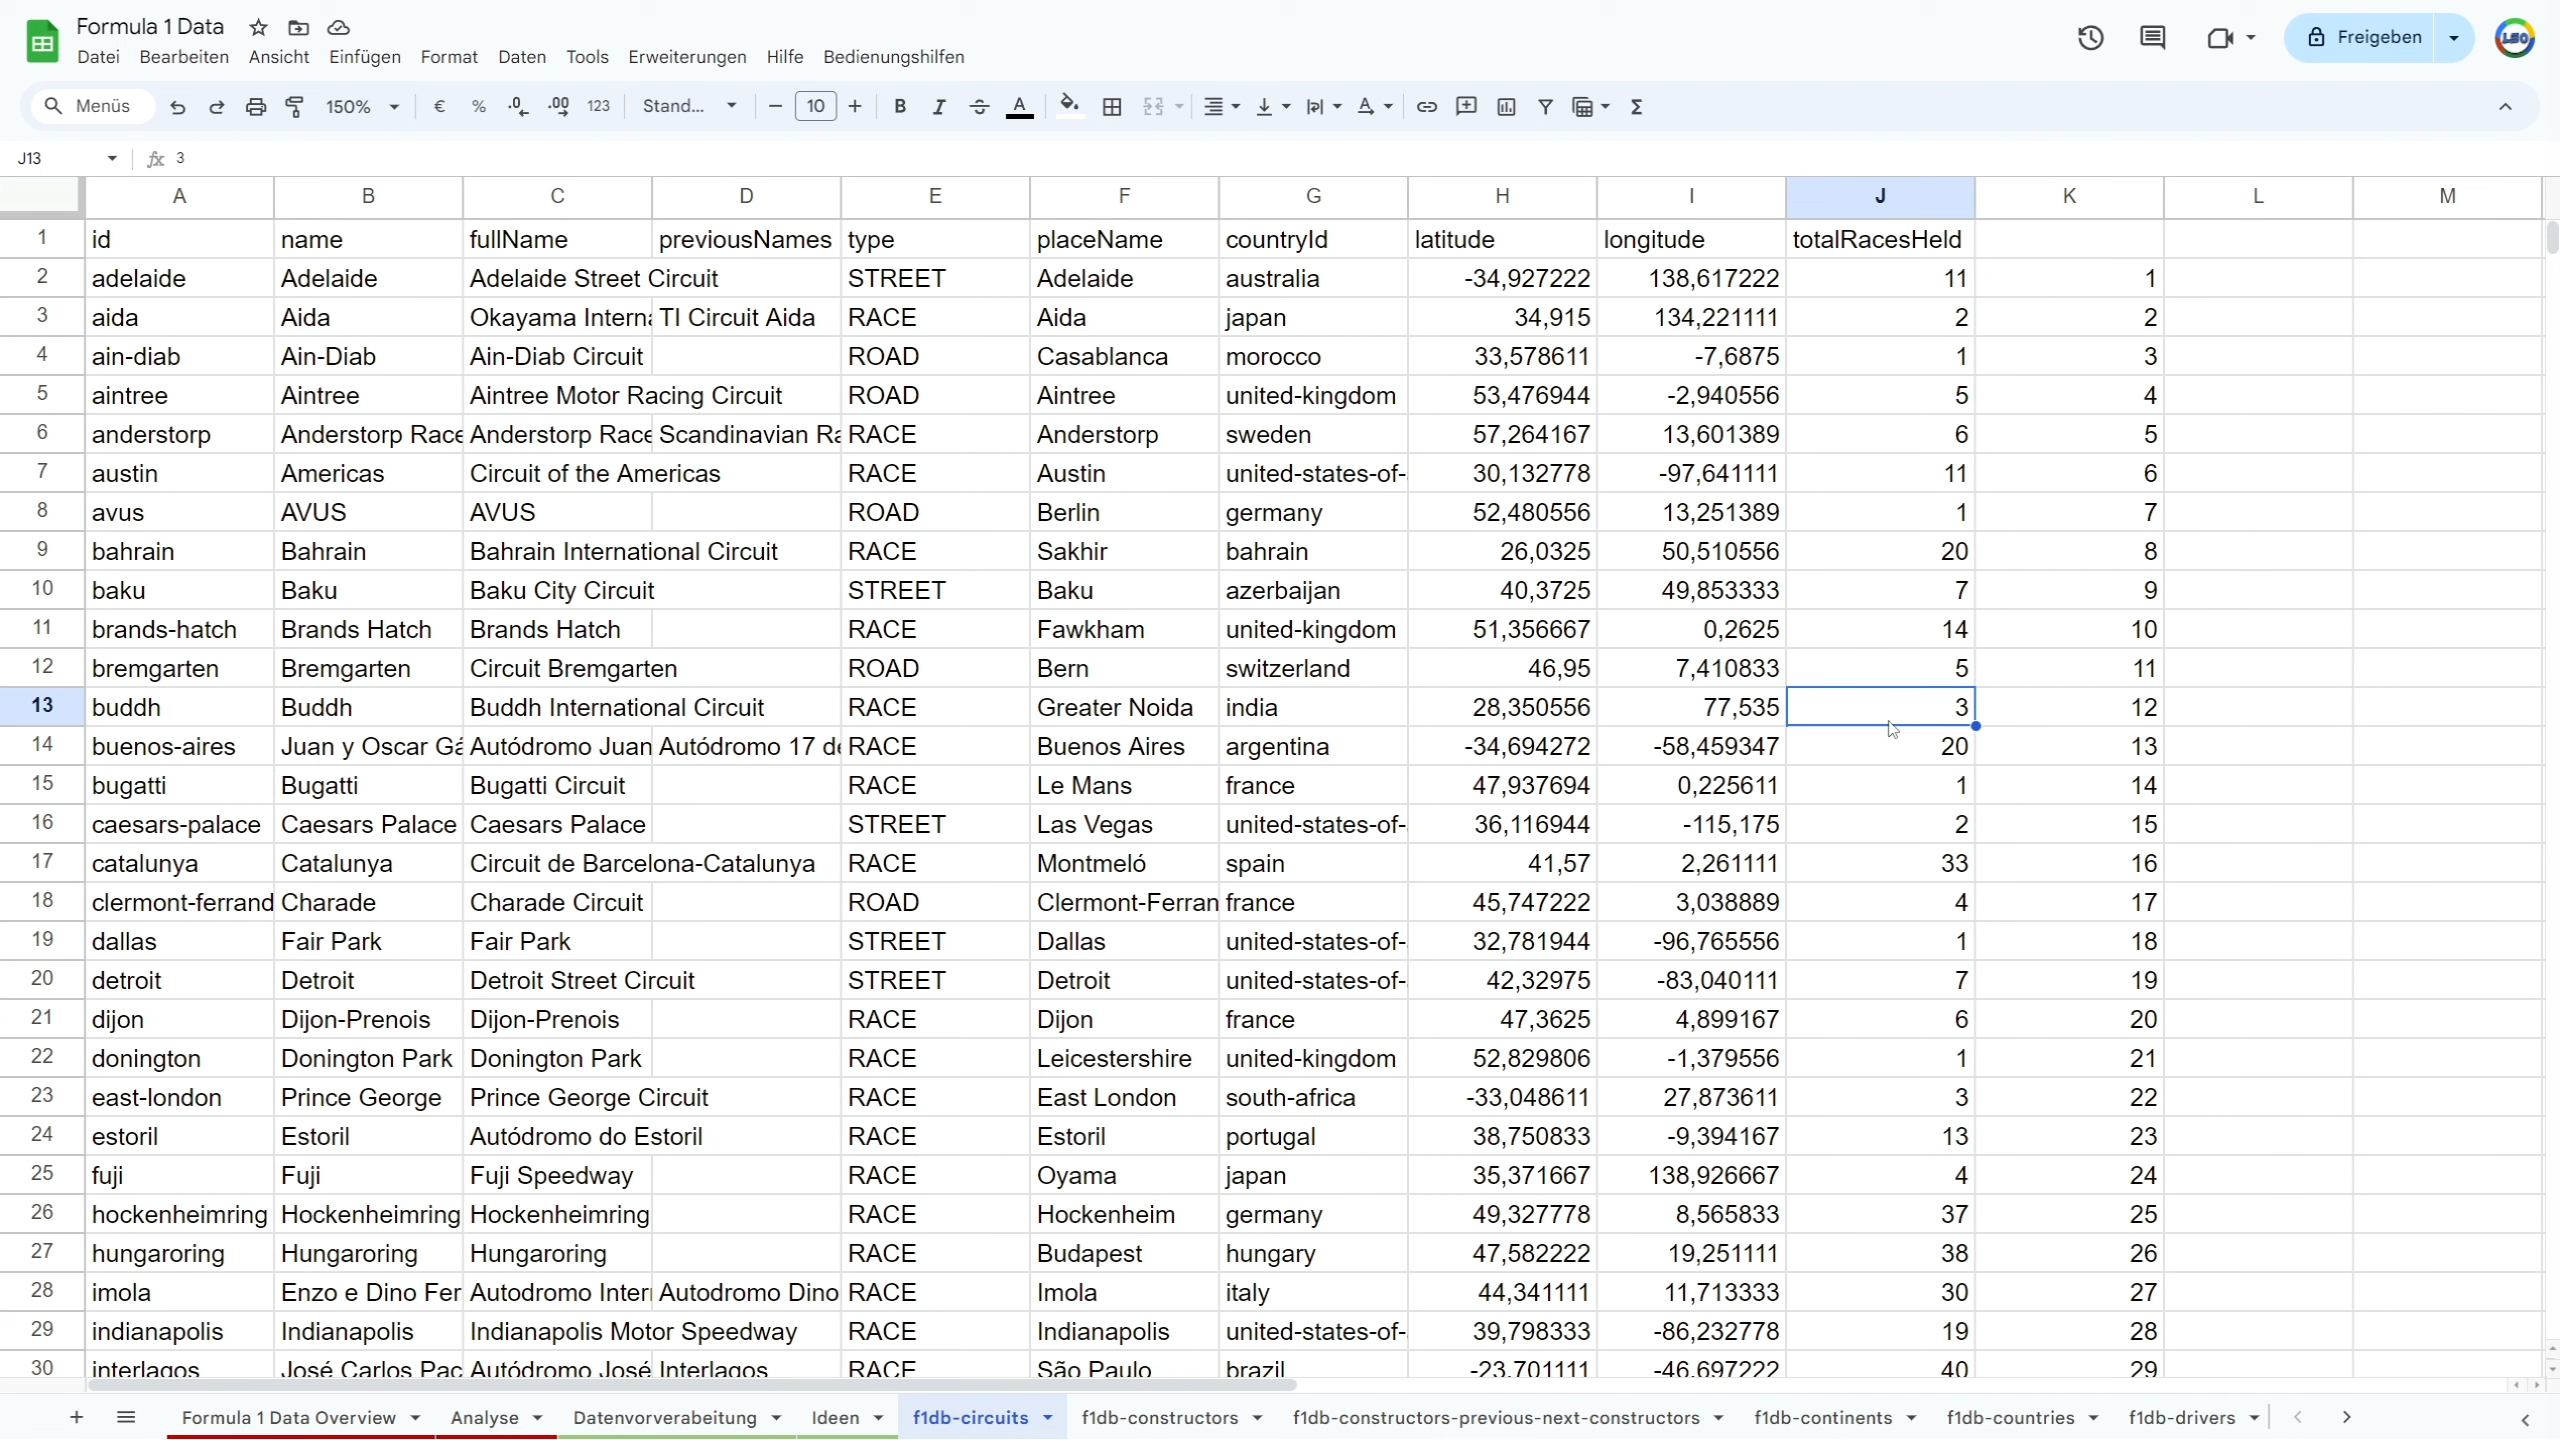 Formula 1 Data
LSO
Datei Bearbeiten Ansicht Einfügen Format Daten Tools Erweiterungen Hilfe Bedienungshilfen
Freigeben
Menüs 150% € % .0 .00 123 Stand... 10 B I A
J13 fx 3
A B C D E F G H I J K L M
1 id name fullName previousNames type placeName countryId latitude longitude totalRacesHeld
2 adelaide Adelaide Adelaide Street Circuit STREET Adelaide australia -34,927222 138,617222 11 1
3 aida Aida Okayama Interna TI Circuit Aida RACE Aida japan 34,915 134,221111 2 2
4 ain-diab Ain-Diab Ain-Diab Circuit ROAD Casablanca morocco 33,578611 -7,6875 1 3
5 aintree Aintree Aintree Motor Racing Circuit ROAD Aintree united-kingdom 53,476944 -2,940556 5 4
6 anderstorp Anderstorp Race Anderstorp Race Scandinavian Ra RACE Anderstorp sweden 57,264167 13,601389 6 5
7 austin Americas Circuit of the Americas RACE Austin united-states-of- 30,132778 -97,641111 11 6
8 avus AVUS AVUS ROAD Berlin germany 52,480556 13,251389 1 7
9 bahrain Bahrain Bahrain International Circuit RACE Sakhir bahrain 26,0325 50,510556 20 8
10 baku Baku Baku City Circuit STREET Baku azerbaijan 40,3725 49,853333 7 9
11 brands-hatch Brands Hatch Brands Hatch RACE Fawkham united-kingdom 51,356667 0,2625 14 10
12 bremgarten Bremgarten Circuit Bremgarten ROAD Bern switzerland 46,95 7,410833 5 11
13 buddh Buddh Buddh International Circuit RACE Greater Noida india 28,350556 77,535 3 12
14 buenos-aires Juan y Oscar Gá Autódromo Juan Autódromo 17 de RACE Buenos Aires argentina -34,694272 -58,459347 20 13
15 bugatti Bugatti Bugatti Circuit RACE Le Mans france 47,937694 0,225611 1 14
16 caesars-palace Caesars Palace Caesars Palace STREET Las Vegas united-states-of- 36,116944 -115,175 2 15
17 catalunya Catalunya Circuit de Barcelona-Catalunya RACE Montmeló spain 41,57 2,261111 33 16
18 clermont-ferrand Charade Charade Circuit ROAD Clermont-Ferran france 45,747222 3,038889 4 17
19 dallas Fair Park Fair Park STREET Dallas united-states-of- 32,781944 -96,765556 1 18
20 detroit Detroit Detroit Street Circuit STREET Detroit united-states-of- 42,32975 -83,040111 7 19
21 dijon Dijon-Prenois Dijon-Prenois RACE Dijon france 47,3625 4,899167 6 20
22 donington Donington Park Donington Park RACE Leicestershire united-kingdom 52,829806 -1,379556 1 21
23 east-london Prince George Prince George Circuit RACE East London south-africa -33,048611 27,873611 3 22
24 estoril Estoril Autódromo do Estoril RACE Estoril portugal 38,750833 -9,394167 13 23
25 fuji Fuji Fuji Speedway RACE Oyama japan 35,371667 138,926667 4 24
26 hockenheimring Hockenheimring Hockenheimring RACE Hockenheim germany 49,327778 8,565833 37 25
27 hungaroring Hungaroring Hungaroring RACE Budapest hungary 47,582222 19,251111 38 26
28 imola Enzo e Dino Fer Autodromo Inter Autodromo Dino RACE Imola italy 44,341111 11,713333 30 27
29 indianapolis Indianapolis Indianapolis Motor Speedway RACE Indianapolis united-states-of- 39,798333 -86,232778 19 28
30 interlagos José Carlos Pac Autódromo José Interlagos RACE São Paulo brazil -23,701111 -46,697222 40 29
Formula 1 Data Overview Analyse Datenvorverabeitung Ideen f1db-circuits f1db-constructors f1db-constructors-previous-next-constructors f1db-continents f1db-countries f1db-drivers